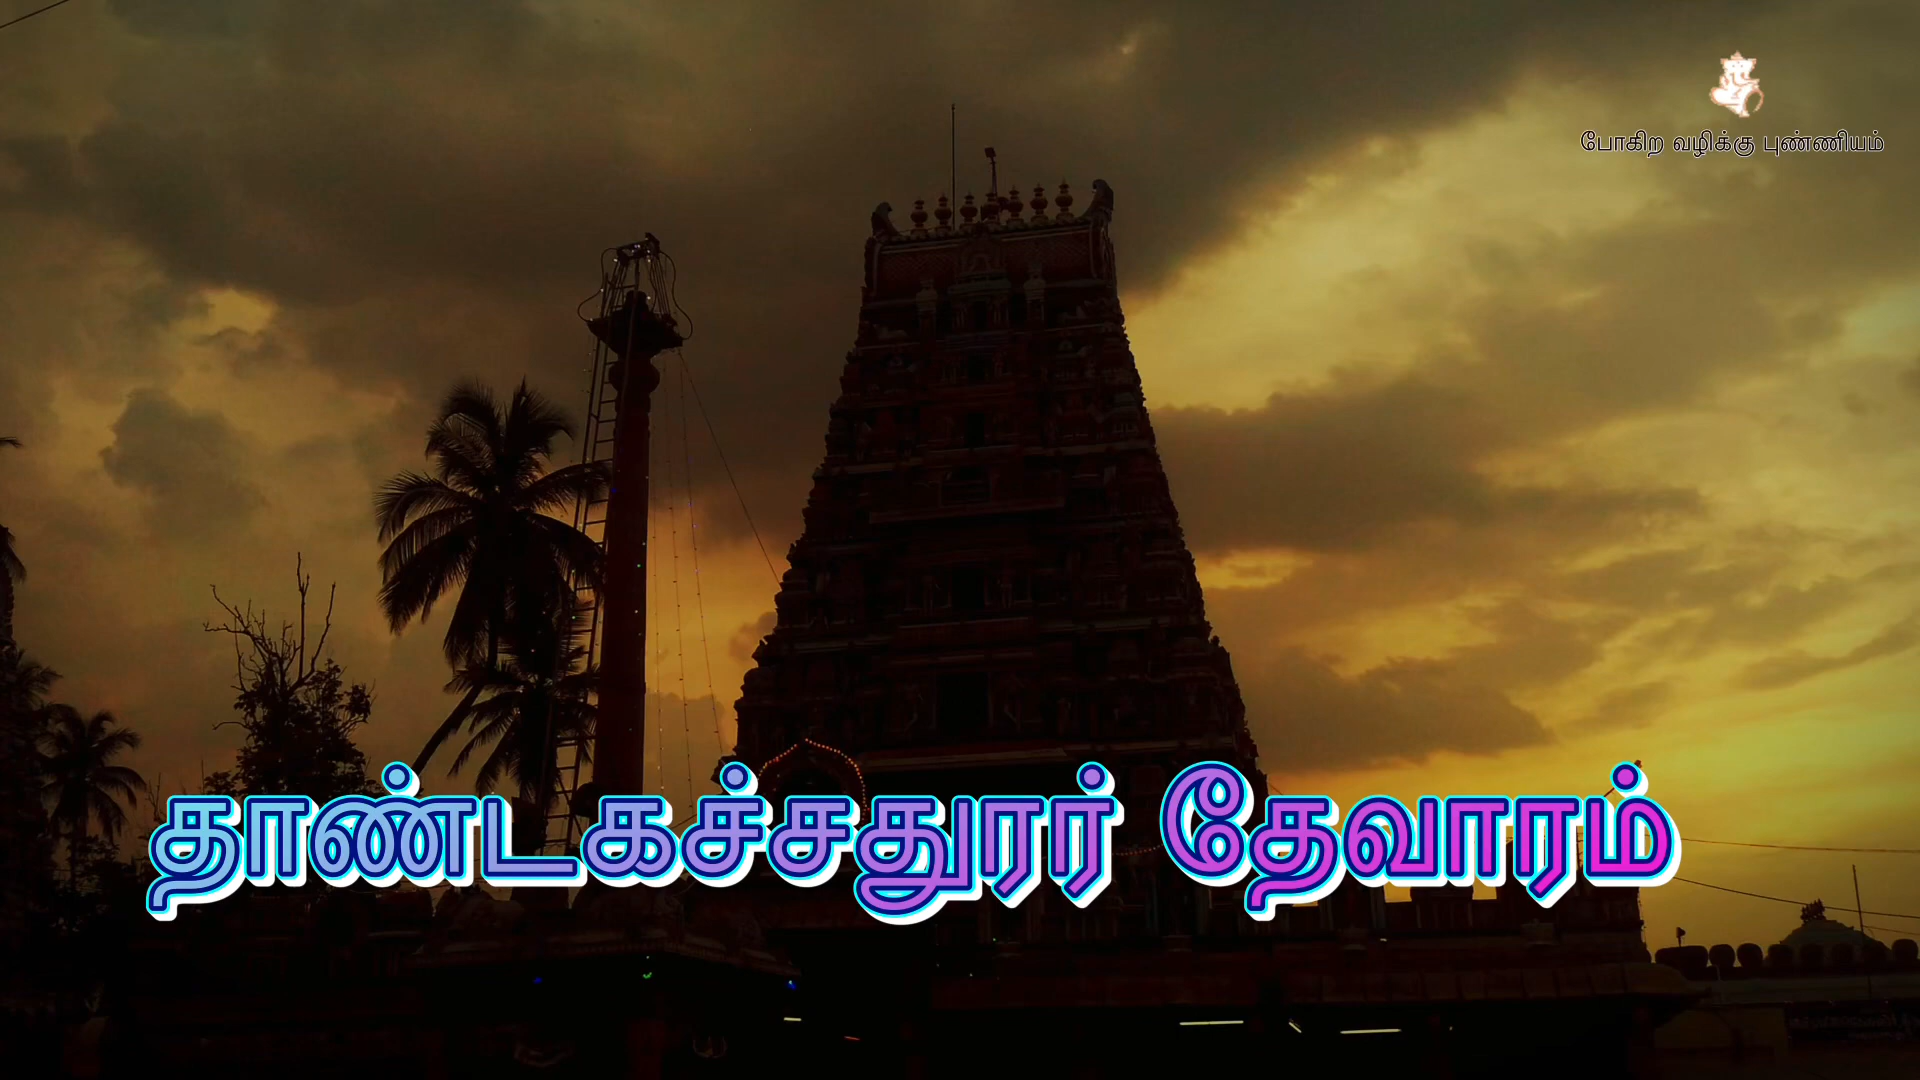 போகிற வழிக்கு புண்ணியம்
தாண்டகச்சதுரர் தேவாரம்